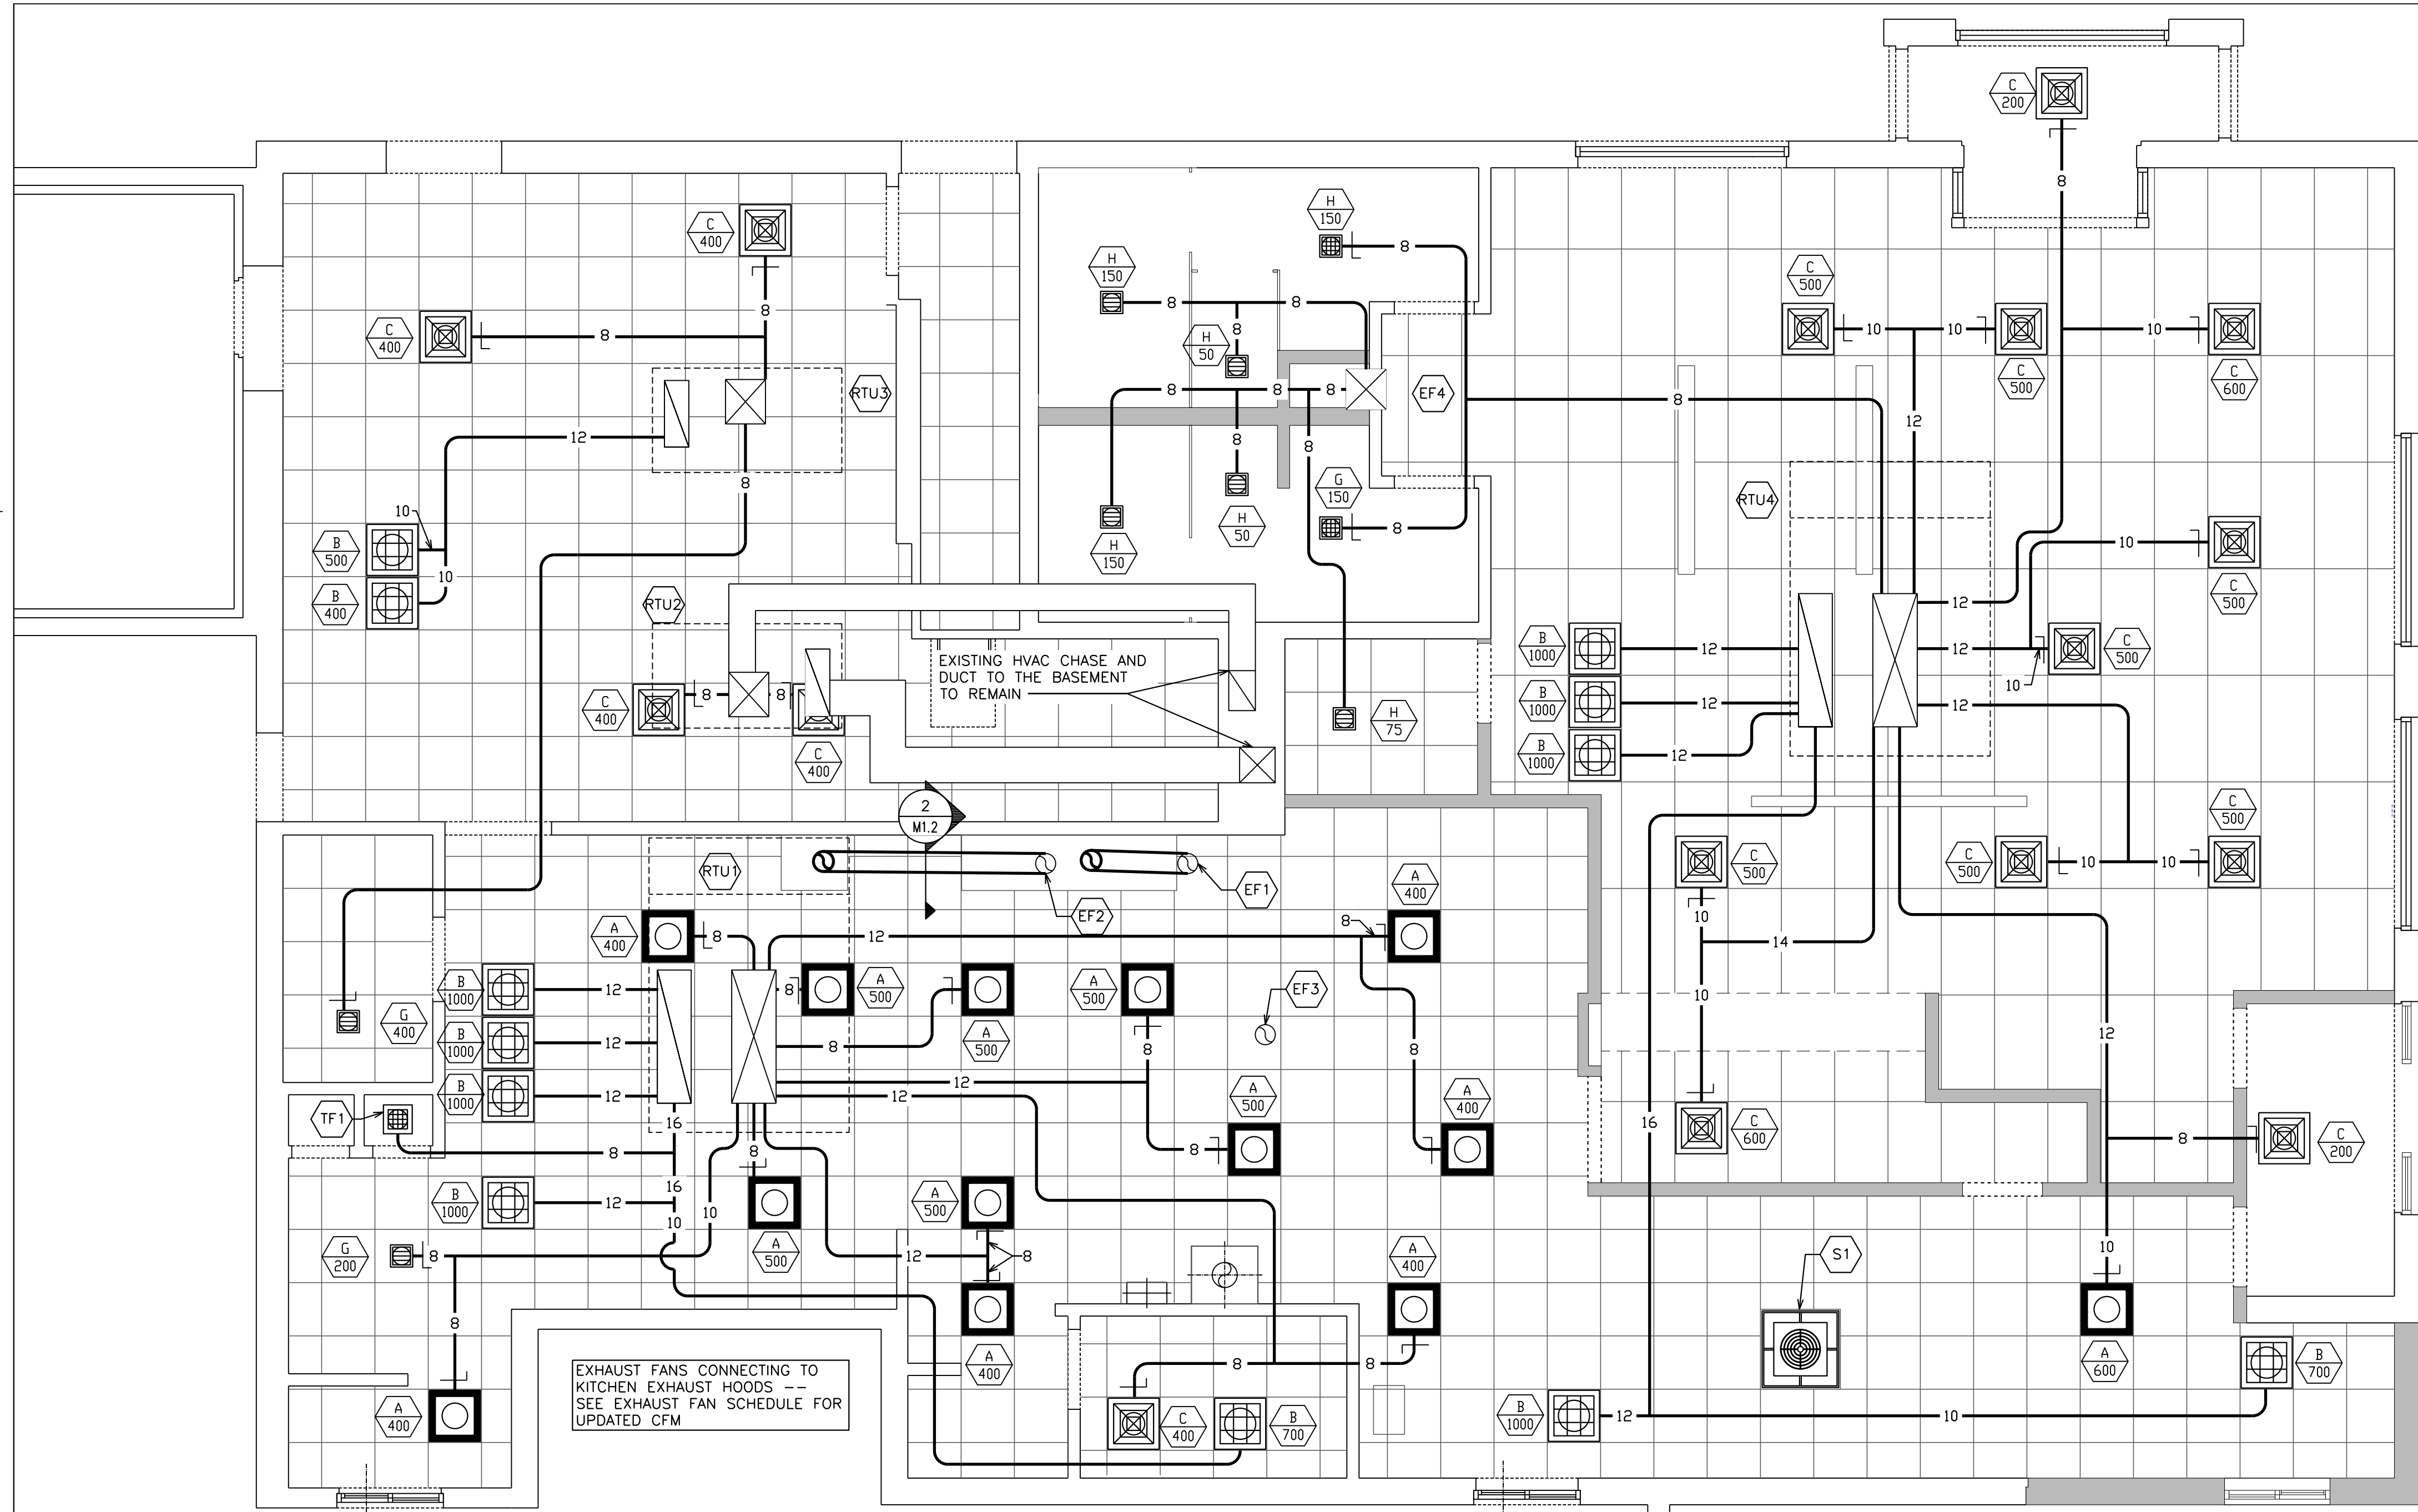 C
200
8
H
150
8
C
400
H
150
8
8
8
C
500
8
C
400
8
H
50
10
10
10
C
500
C
600
8
8
8
RTU3
EF4
8
12
12
8
8
8
G
150
8
H
50
H
150
RTU4
10
B
500
10
B
400
10
C
500
RTU2
12
EXISTING HVAC CHASE AND
DUCT TO THE BASEMENT
TO REMAIN
B
1000
12
12
C
500
10
C
400
8
8
C
400
H
75
B
1000
12
12
B
1000
12
2
M1.2
C
500
RTU1
EF2
EF1
A
400
C
500
C
500
10
10
A
400
8
12
8
10
14
B
1000
12
8
A
500
A
500
EF3
10
G
400
A
500
B
1000
12
8
8
8
12
B
1000
12
12
12
A
500
A
400
TF1
16
8
8
8
16
C
600
8
C
200
B
1000
12
16
10
10
A
500
G
200
8
A
500
12
8
A
400
S1
10
8
A
400
8
8
A
600
B
700
EXHAUST FANS CONNECTING TO
KITCHEN EXHAUST HOODS --
SEE EXHAUST FAN SCHEDULE FOR
UPDATED CFM
A
400
C
400
B
700
B
1000
12
10